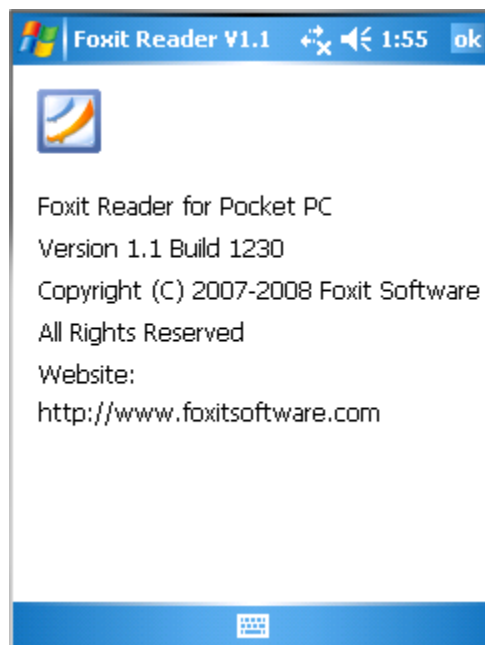 Foxit Reader V1.1 1:55 ok
Foxit Reader for Pocket PC
Version 1.1 Build 1230
Copyright (C) 2007-2008 Foxit Software
All Rights Reserved
Website:
http://www.foxitsoftware.com